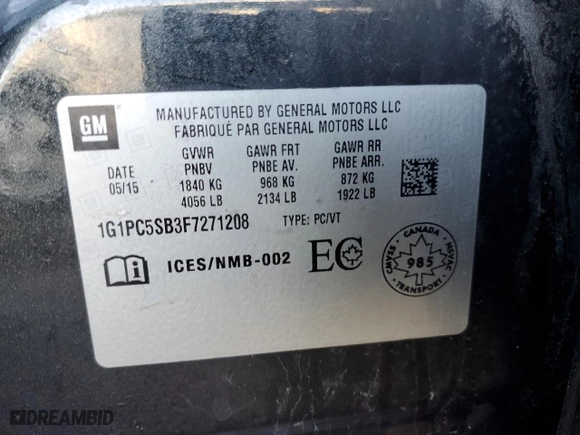 GM
MANUFACTURED BY GENERAL MOTORS LLC
FABRIQUÉ PAR GENERAL MOTORS LLC
DATE
05/15
GVWR
PNBV
1840 KG
4056 LB
GAWR FRT
PNBE AV.
968 KG
2134 LB
GAWR RR
PNBE ARR.
872 KG
1922 LB
1G1PC5SB3F7271208
TYPE: PC/VT
ICES/NMB-002
EC
CANADA
CMVSS
985
NSVAC
TRANSPORT
DREAMBID